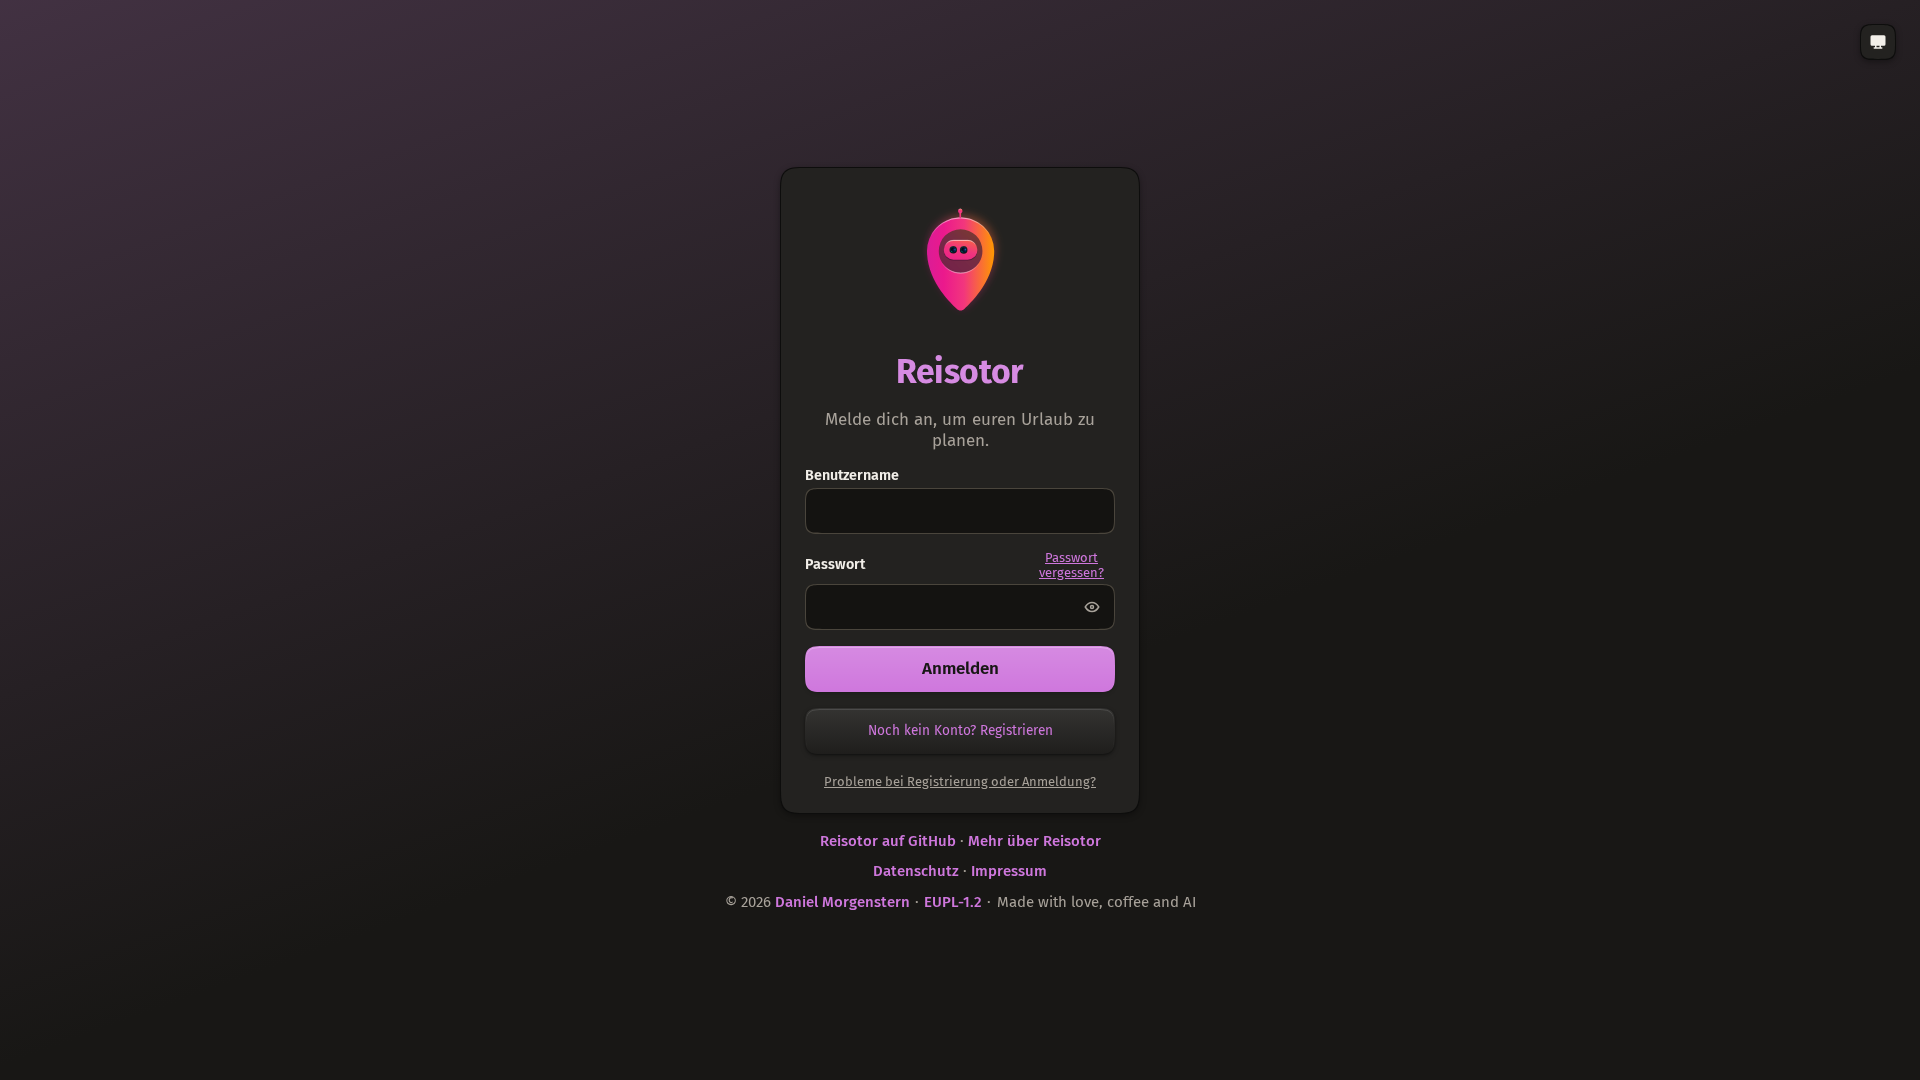 Reisotor
Melde dich an, um euren Urlaub zu
planen.
Benutzername
Passwort
Passwort
vergessen?
Anmelden
Noch kein Konto? Registrieren
Probleme bei Registrierung oder Anmeldung?
Reisotor auf GitHub · Mehr über Reisotor
Datenschutz · Impressum
© 2026 Daniel Morgenstern · EUPL-1.2 · Made with love, coffee and AI